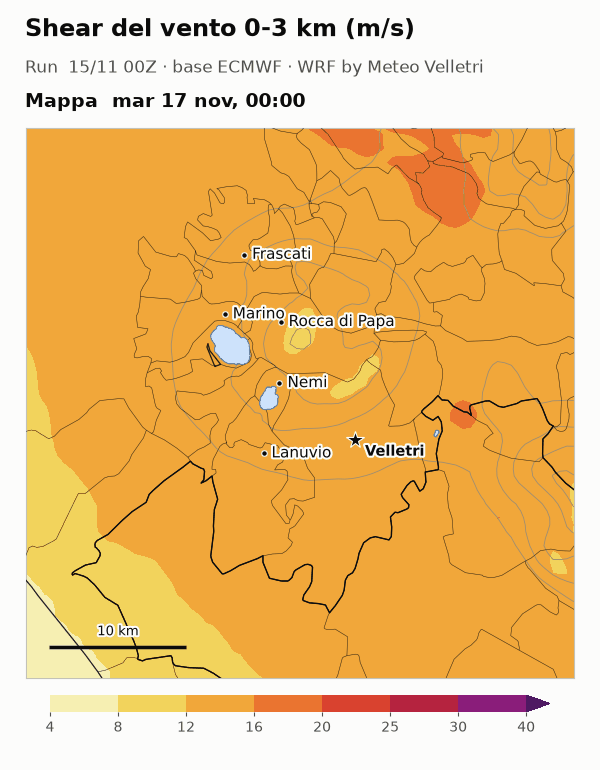 Shear del vento 0-3 km (m/s)
Run  15/11 00Z · base ECMWF · WRF by Meteo Velletri
Mappa  mar 17 nov, 00:00
Frascati
Marino
Rocca di Papa
Nemi
Velletri
Lanuvio
10 km
4 8 12 16 20 25 30 40